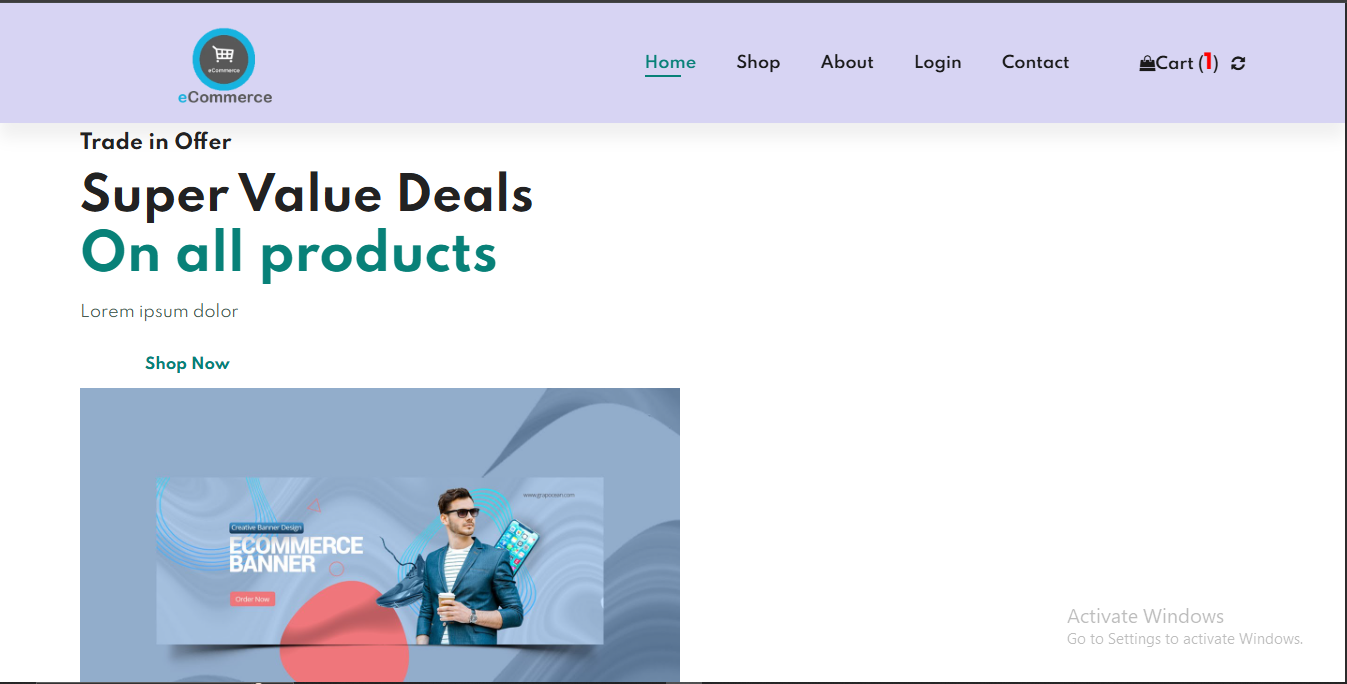 eCommerce
eCommerce
Home Shop About Login Contact Cart (1)
Trade in Offer
Super Value Deals
On all products
Lorem ipsum dolor
Shop Now
www.graphicean.com
Creative Banner Design
ECOMMERCE
BANNER
Order Now
Activate Windows
Go to Settings to activate Windows.